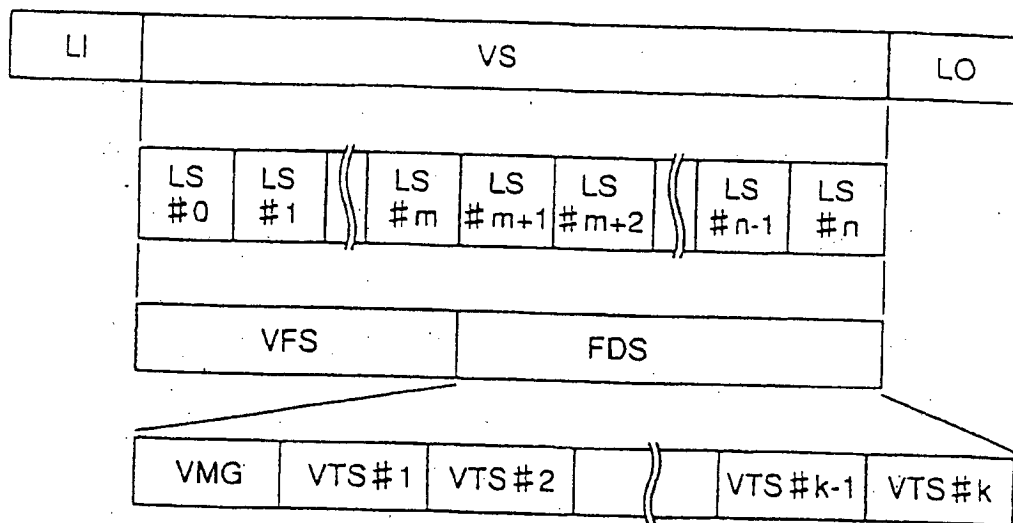 LI VS LO
LS #0 LS #1 LS #m LS #m+1 LS #m+2 LS #n-1 LS #n
VFS FDS
VMG VTS#1 VTS#2 VTS#k-1 VTS#k